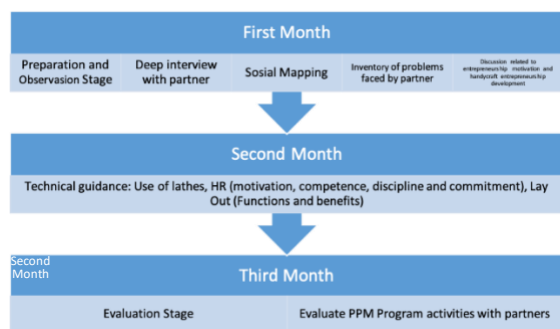 First Month
Preparation and
Observasion Stage
Deep interview
with partner
Sosial Mapping
Inventory of problems
faced by partner
Discussion related to
entrepreneurship motivation and
handycraft entrepreneurship
development
Second Month
Technical guidance: Use of lathes, HR (motivation, competence, discipline and commitment), Lay
Out (Functions and benefits)
Second
Month
Third Month
Evaluation Stage
Evaluate PPM Program activities with partners